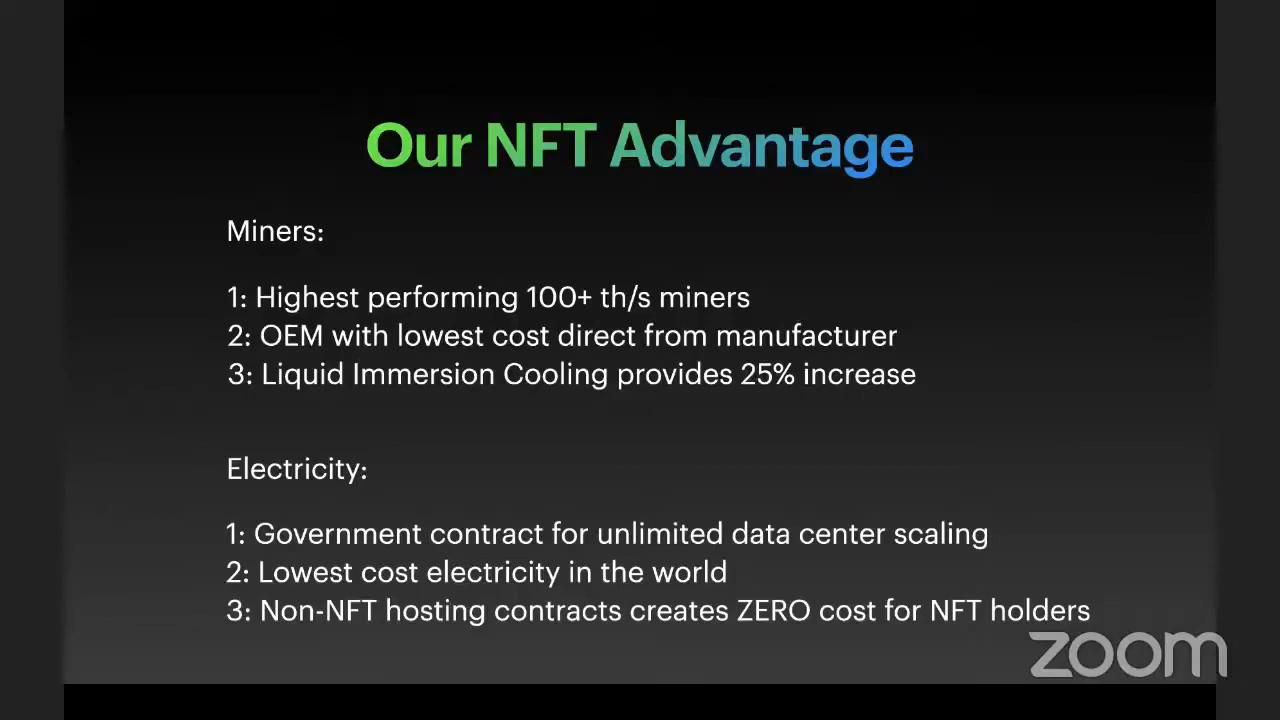 Our NFT Advantage
Miners:
1: Highest performing 100+ th/s miners
2: OEM with lowest cost direct from manufacturer
3: Liquid Immersion Cooling provides 25% increase
Electricity:
1: Government contract for unlimited data center scaling
2: Lowest cost electricity in the world
3: Non-NFT hosting contracts creates ZERO cost for NFT holders
zoom